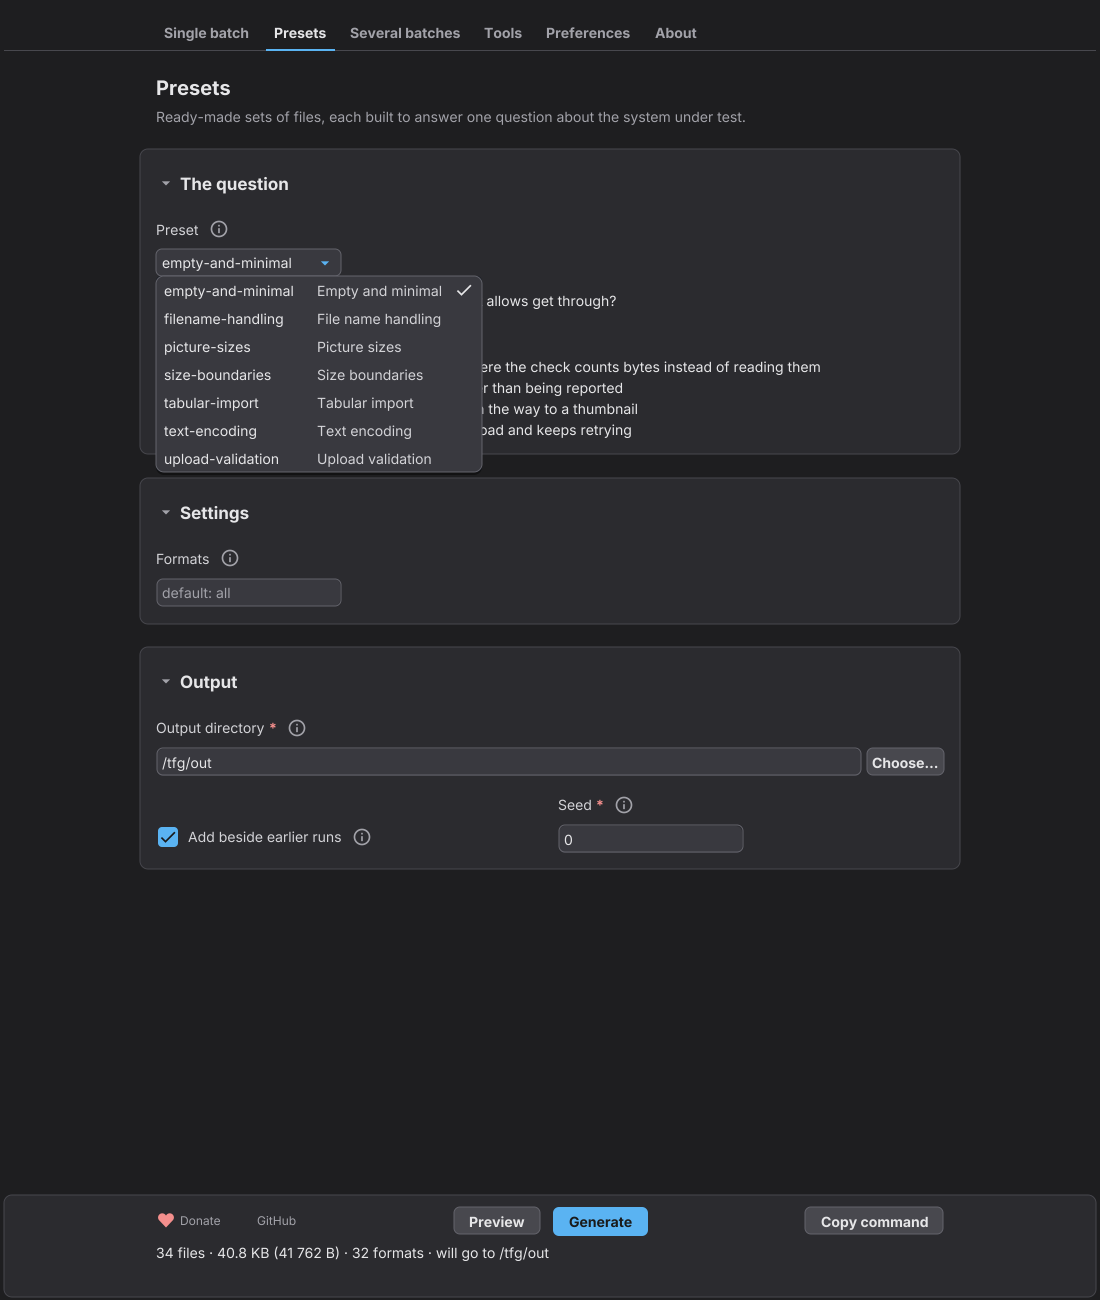 Single batch Presets Several batches Tools Preferences About
Presets
Ready-made sets of files, each built to answer one question about the system under test.
The question
Preset
empty-and-minimal
empty-and-minimal Empty and minimal
allows get through?
filename-handling File name handling
picture-sizes Picture sizes
ere the check counts bytes instead of reading them
size-boundaries Size boundaries
r than being reported
tabular-import Tabular import
the way to a thumbnail
text-encoding Text encoding
oad and keeps retrying
upload-validation Upload validation
Settings
Formats
default: all
Output
Output directory *
/tfg/out Choose...
Seed *
Add beside earlier runs
0
Donate GitHub Preview Generate Copy command
34 files · 40.8 KB (41 762 B) · 32 formats · will go to /tfg/out